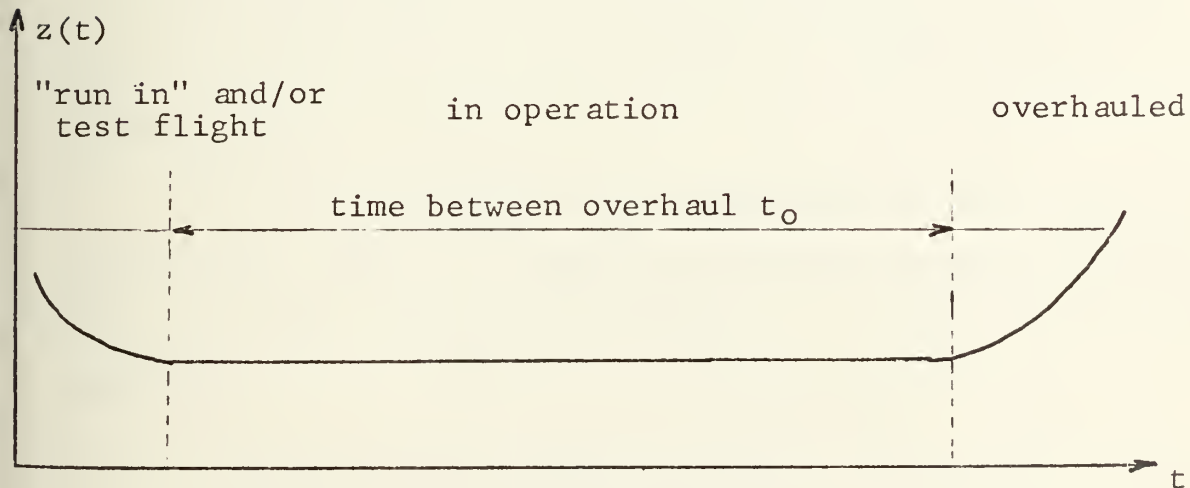 z(t)
"run in" and/or
test flight
in operation
overhauled
time between overhaul t₀
t